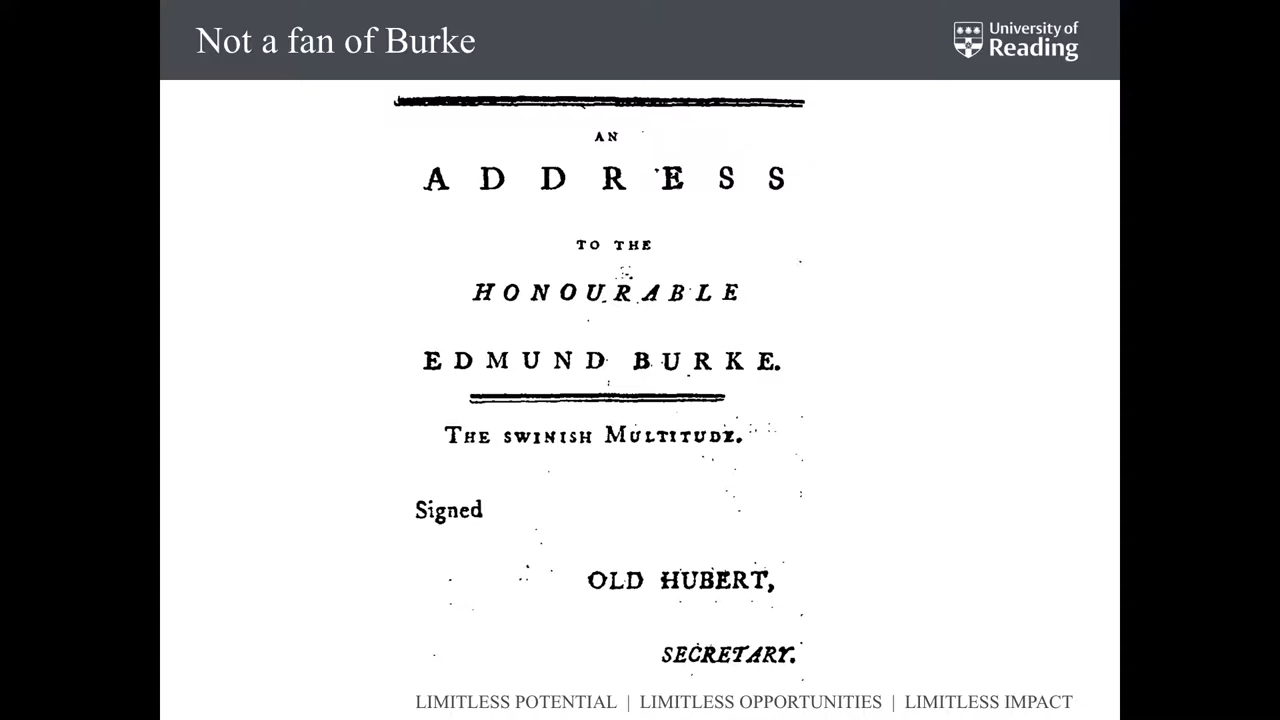 Not a fan of Burke
University of
Reading
AN
ADDRESS
TO THE
HONOURABLE
EDMUND BURKE.
THE SWINISH MULTITUDE.
Signed
OLD HUBERT,
SECRETARY.
LIMITLESS POTENTIAL | LIMITLESS OPPORTUNITIES | LIMITLESS IMPACT